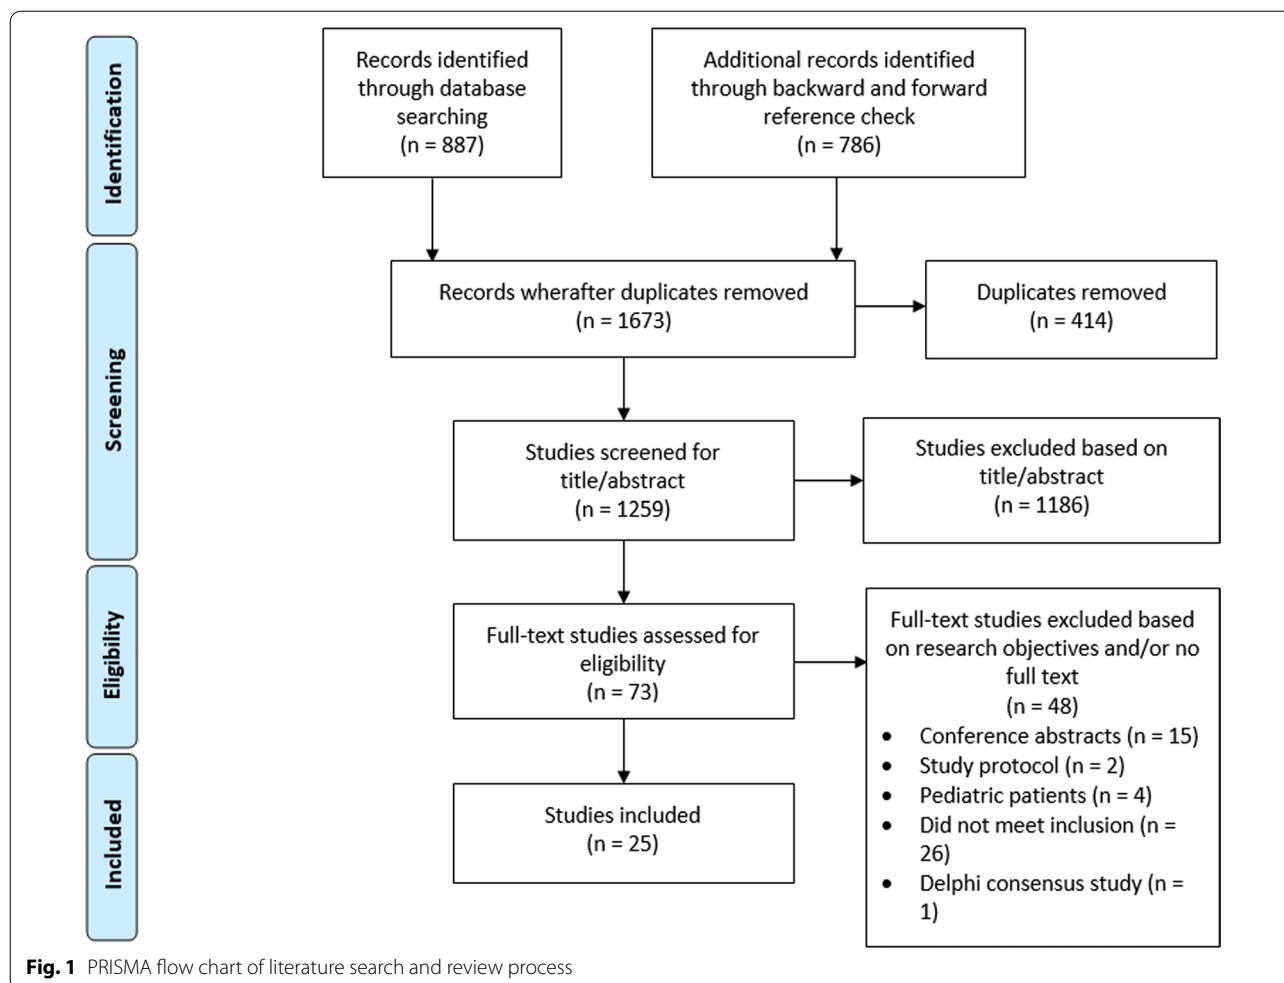 Identification
Records identified
through database
searching
(n = 887)
Additional records identified
through backward and forward
reference check
(n = 786)
Screening
Records wherafter duplicates removed
(n = 1673)
Duplicates removed
(n = 414)
Studies screened for
title/abstract
(n = 1259)
Studies excluded based on
title/abstract
(n = 1186)
Eligibility
Full-text studies assessed for
eligibility
(n = 73)
Full-text studies excluded based
on research objectives and/or no
full text
(n = 48)
• Conference abstracts (n = 15)
• Study protocol (n = 2)
• Pediatric patients (n = 4)
• Did not meet inclusion (n =
26)
• Delphi consensus study (n =
1)
Included
Studies included
(n = 25)
Fig. 1 PRISMA flow chart of literature search and review process